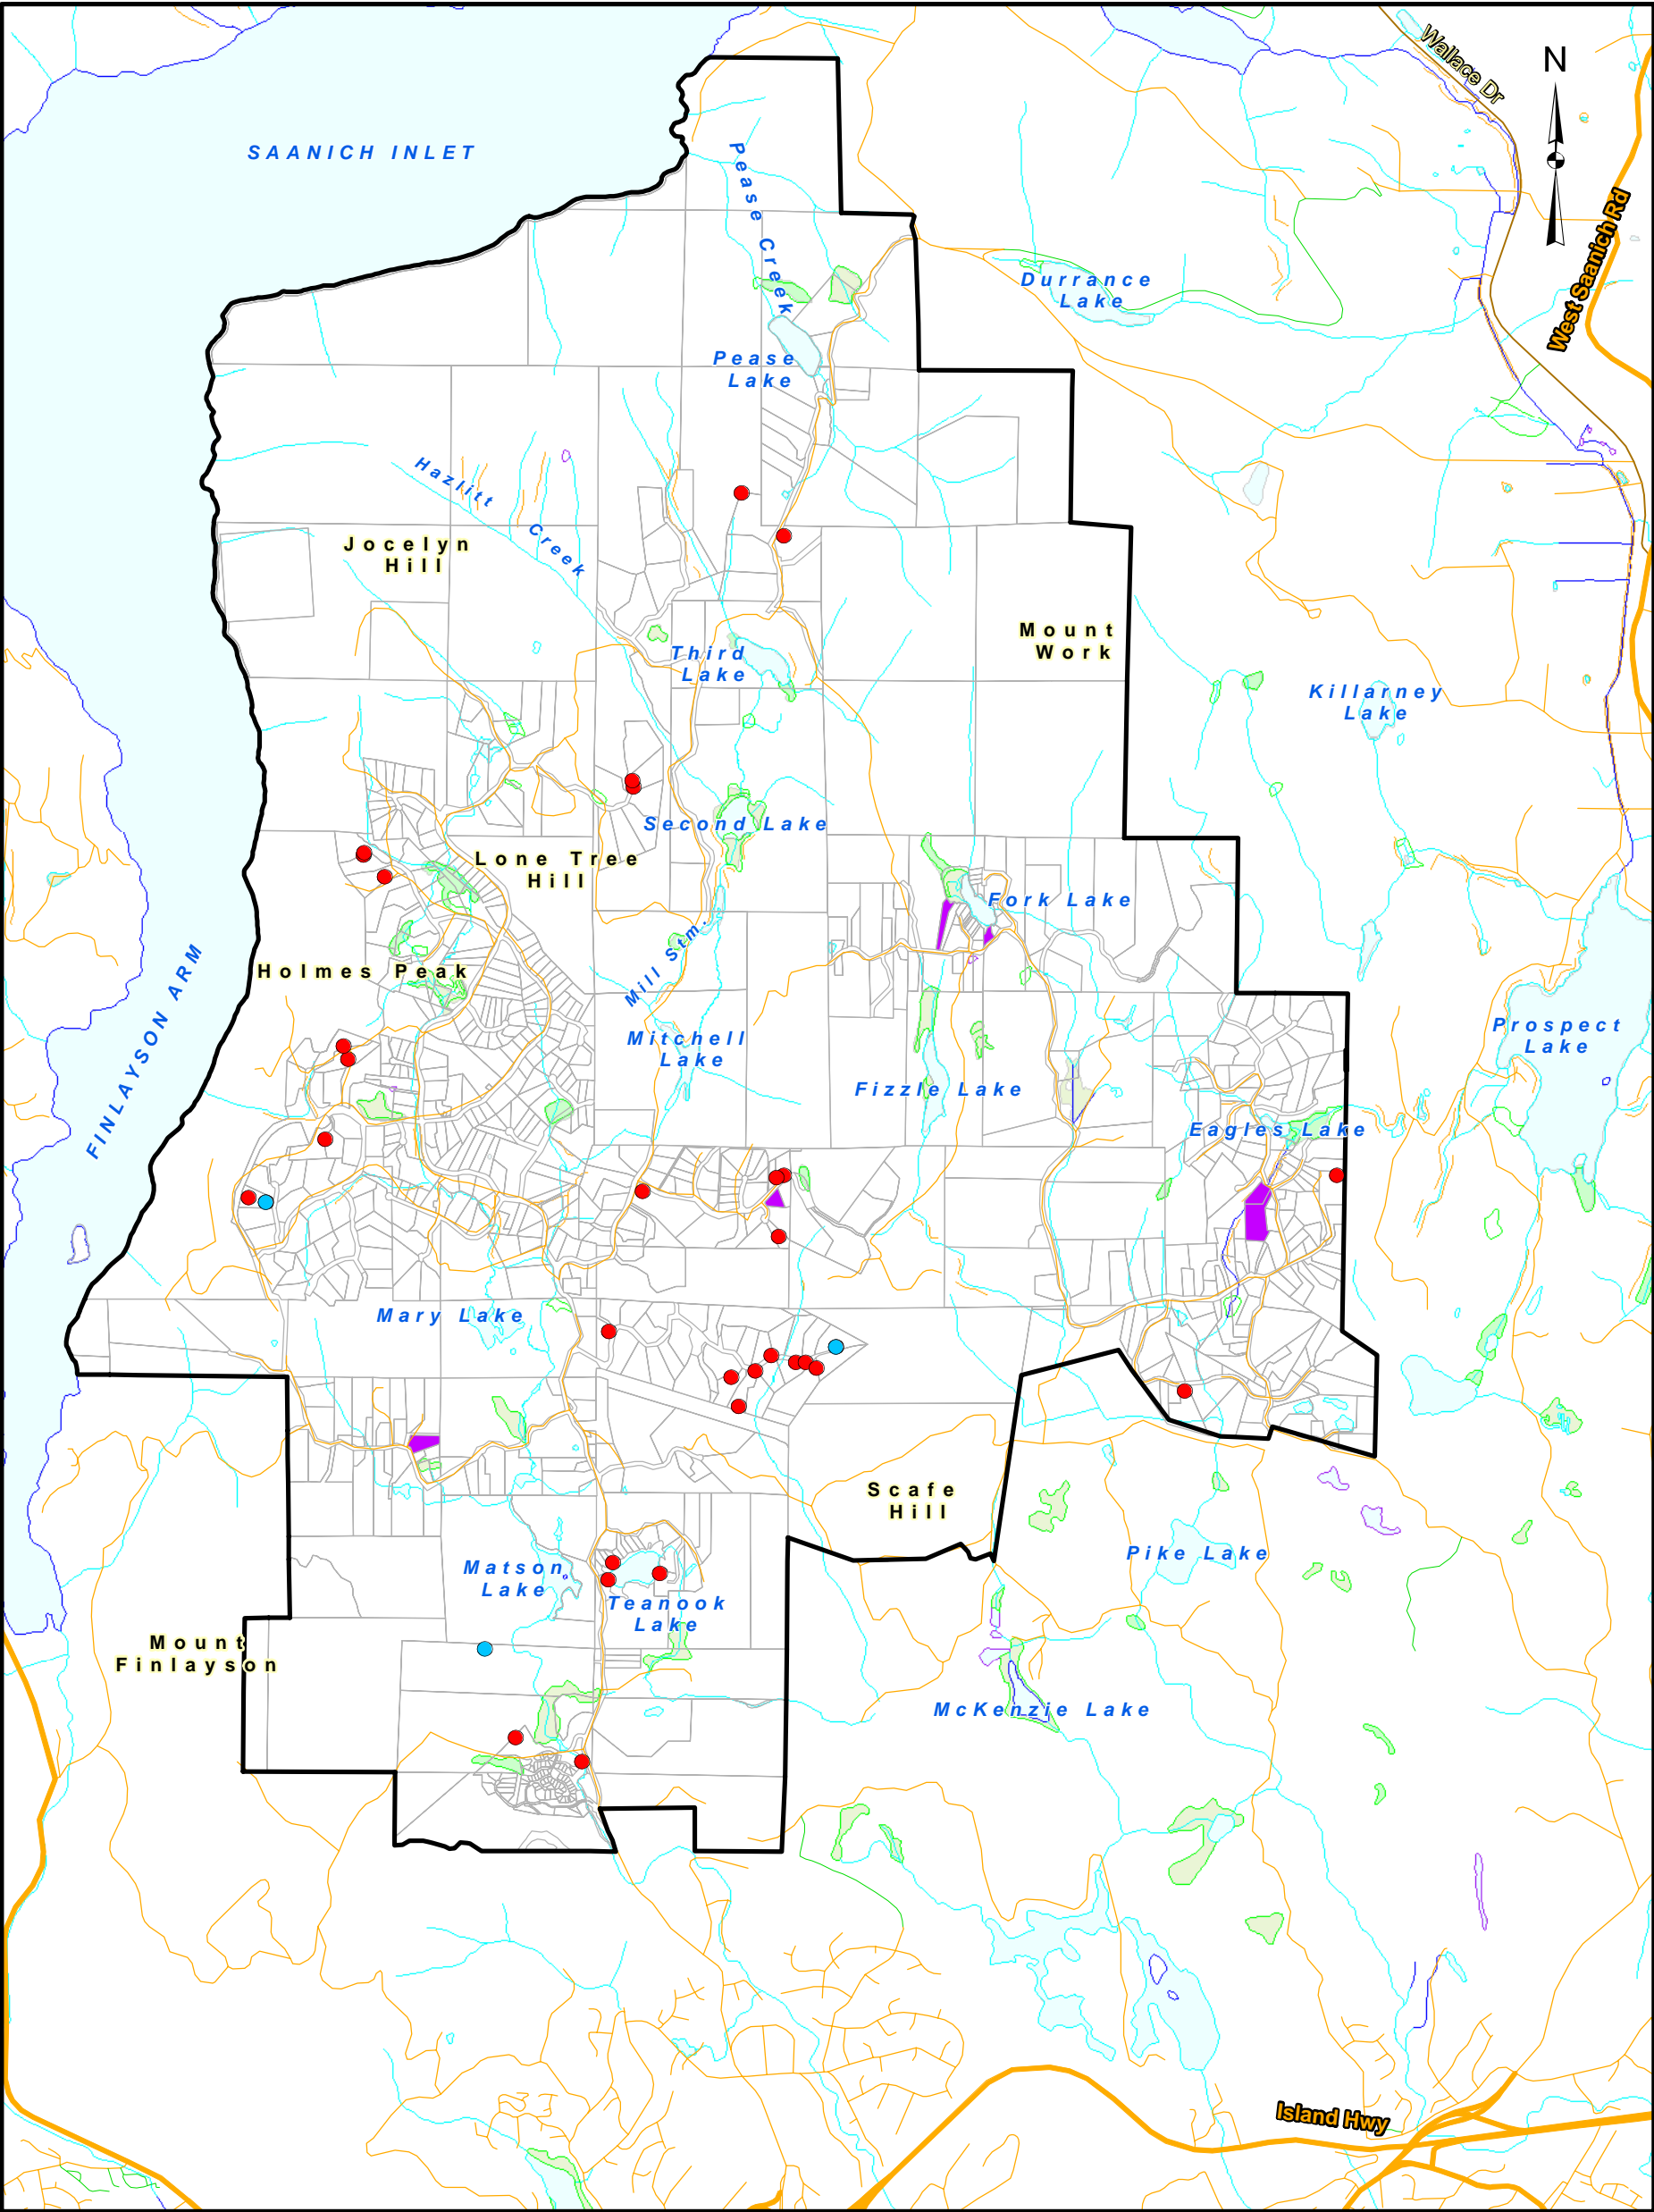 Wallace Dr
N
SAANICH INLET
Pease Creek
West Saanich Rd
Durrance
Lake
Pease
Lake
Hazlitt Creek
Jocelyn
Hill
Mount
Work
Third
Lake
Killarney
Lake
Second Lake
Lone Tree
Hill
Fork Lake
Mill Stm.
Holmes Peak
FINLAYSON ARM
Mitchell
Lake
Prospect
Lake
Fizzle Lake
Eagles Lake
Mary Lake
Scafe
Hill
Pike Lake
Matson
Lake
Teanook
Lake
Mount
Finlayson
McKenzie Lake
Island Hwy